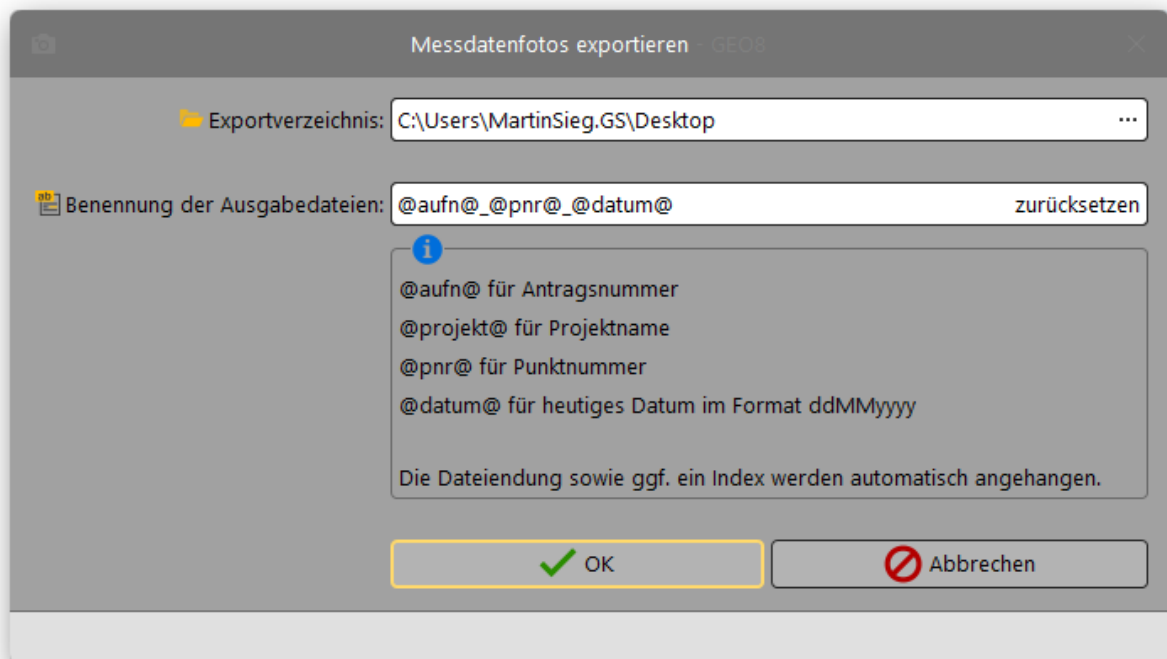 Messdatenfotos exportieren - GEO8
Exportverzeichnis: C:\Users\MartinSieg.GS\Desktop ...
ab Benennung der Ausgabedateien: @aufn@_@pnr@_@datum@ zurücksetzen
i
@aufn@ für Antragsnummer
@projekt@ für Projektname
@pnr@ für Punktnummer
@datum@ für heutiges Datum im Format ddMMyyyy
Die Dateiendung sowie ggf. ein Index werden automatisch angehangen.
OK Abbrechen